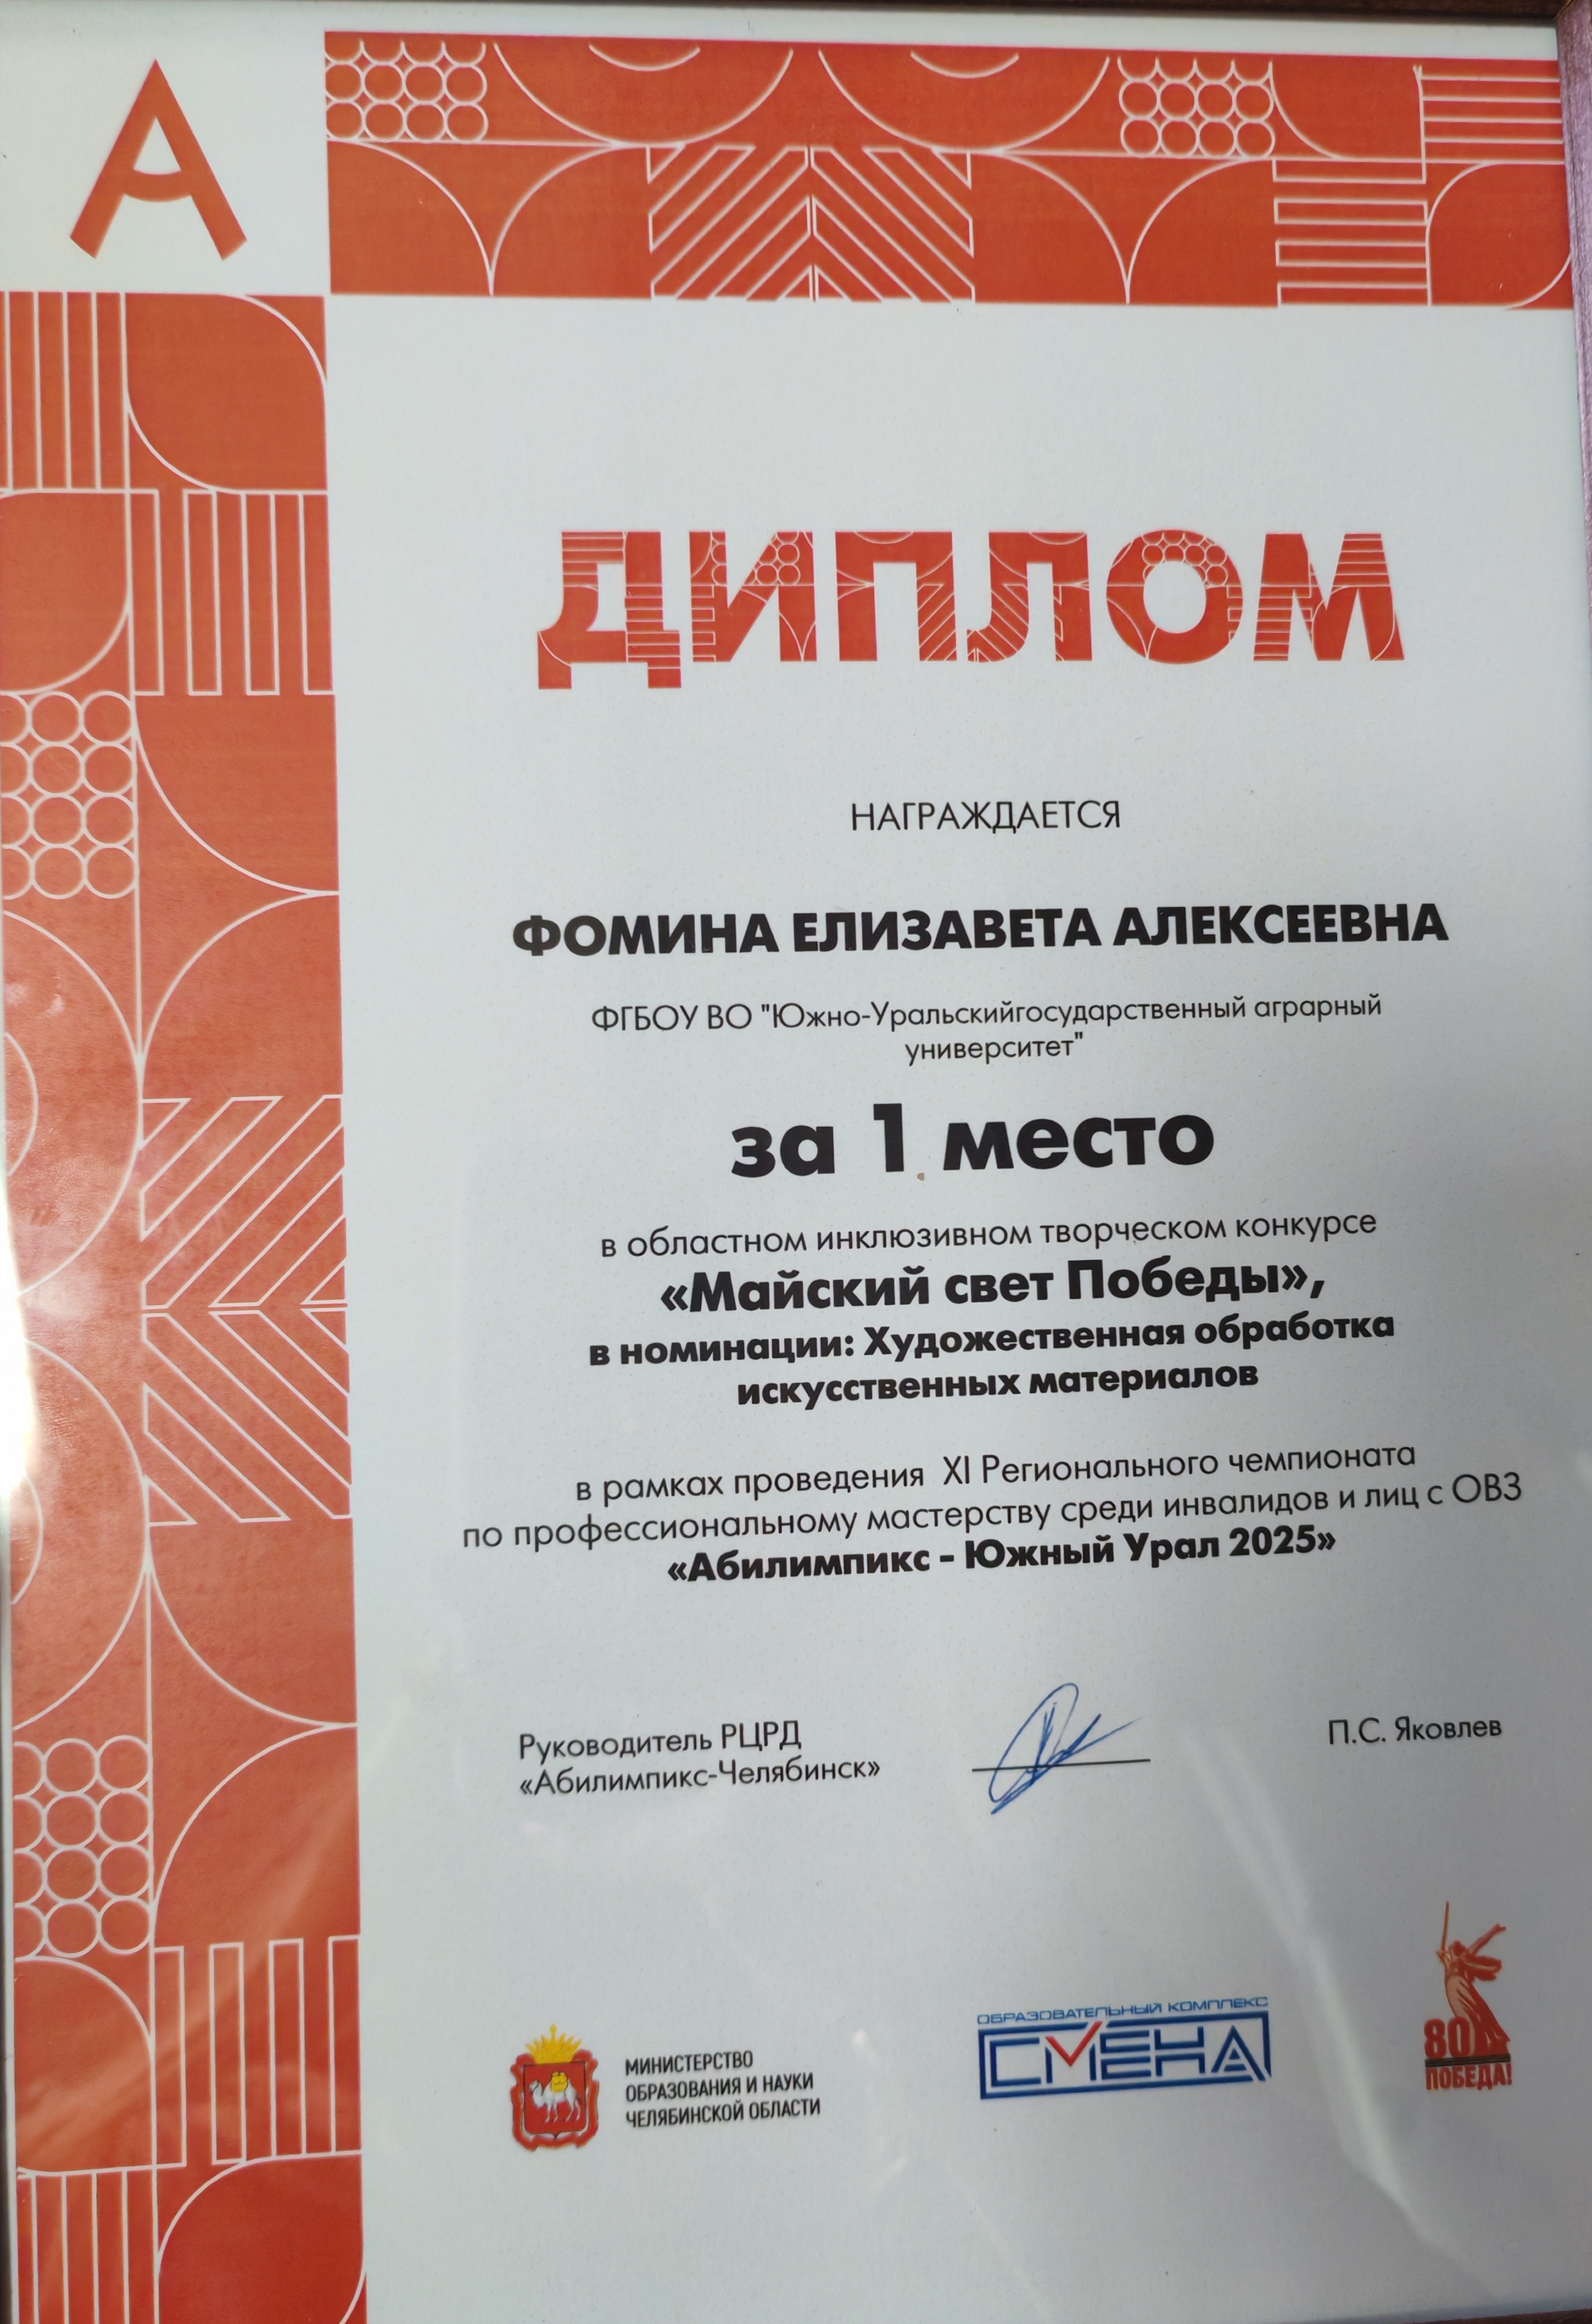 А
ДИПЛОМ
НАГРАЖДАЕТСЯ
ФОМИНА ЕЛИЗАВЕТА АЛЕКСЕЕВНА
ФГБОУ ВО "Южно-Уральскийгосударственный аграрный
университет"
за 1 место
в областном инклюзивном творческом конкурсе
«Майский свет Победы»,
в номинации: Художественная обработка
искусственных материалов
в рамках проведения XI Регионального чемпионата
по профессиональному мастерству среди инвалидов и лиц с ОВЗ
«Абилимпикс - Южный Урал 2025»
Руководитель РЦРД
«Абилимпикс-Челябинск»
П.С. Яковлев
МИНИСТЕРСТВО
ОБРАЗОВАНИЯ И НАУКИ
ЧЕЛЯБИНСКОЙ ОБЛАСТИ
ОБРАЗОВАТЕЛЬНЫЙ КОМПЛЕКС
СМЕНА
80
ПОБЕДА!